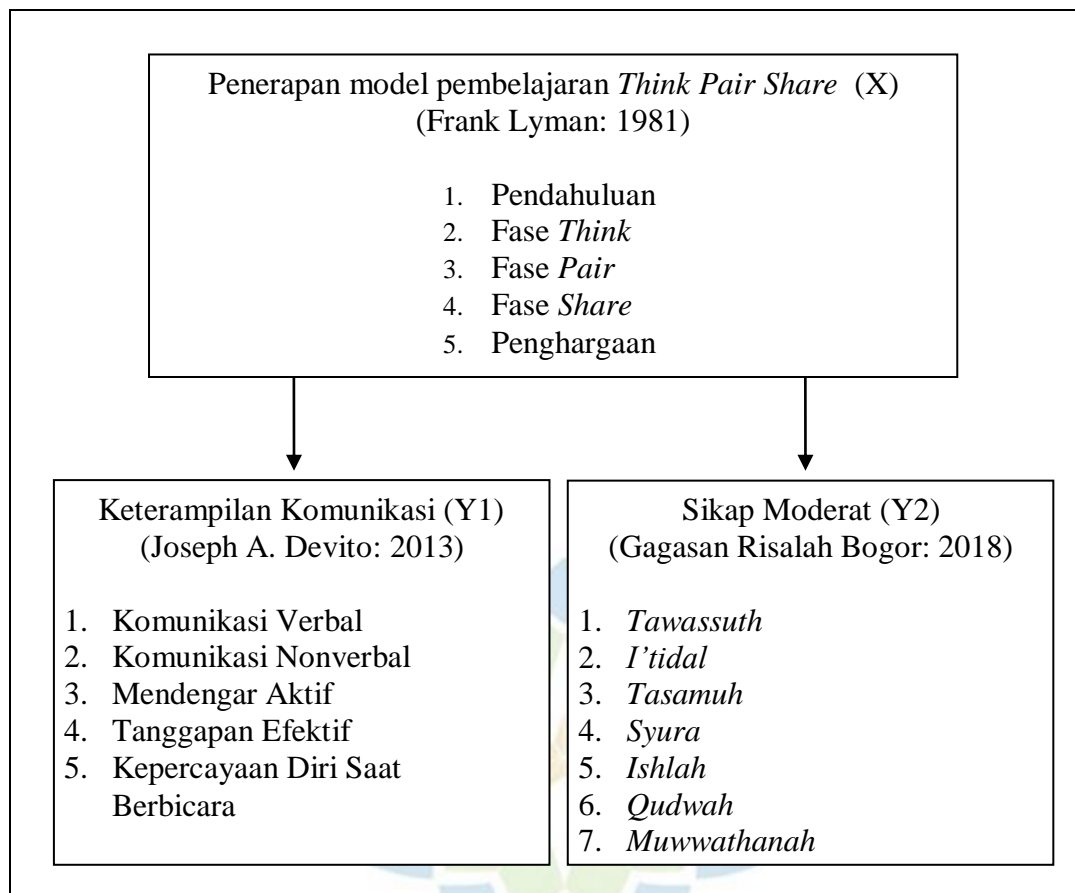 Penerapan model pembelajaran Think Pair Share (X)
(Frank Lyman: 1981)
1. Pendahuluan
2. Fase Think
3. Fase Pair
4. Fase Share
5. Penghargaan
Keterampilan Komunikasi (Y1)
(Joseph A. Devito: 2013)
1. Komunikasi Verbal
2. Komunikasi Nonverbal
3. Mendengar Aktif
4. Tanggapan Efektif
5. Kepercayaan Diri Saat
Berbicara
Sikap Moderat (Y2)
(Gagasan Risalah Bogor: 2018)
1. Tawassuth
2. I’tidal
3. Tasamuh
4. Syura
5. Ishlah
6. Qudwah
7. Muwwathanah